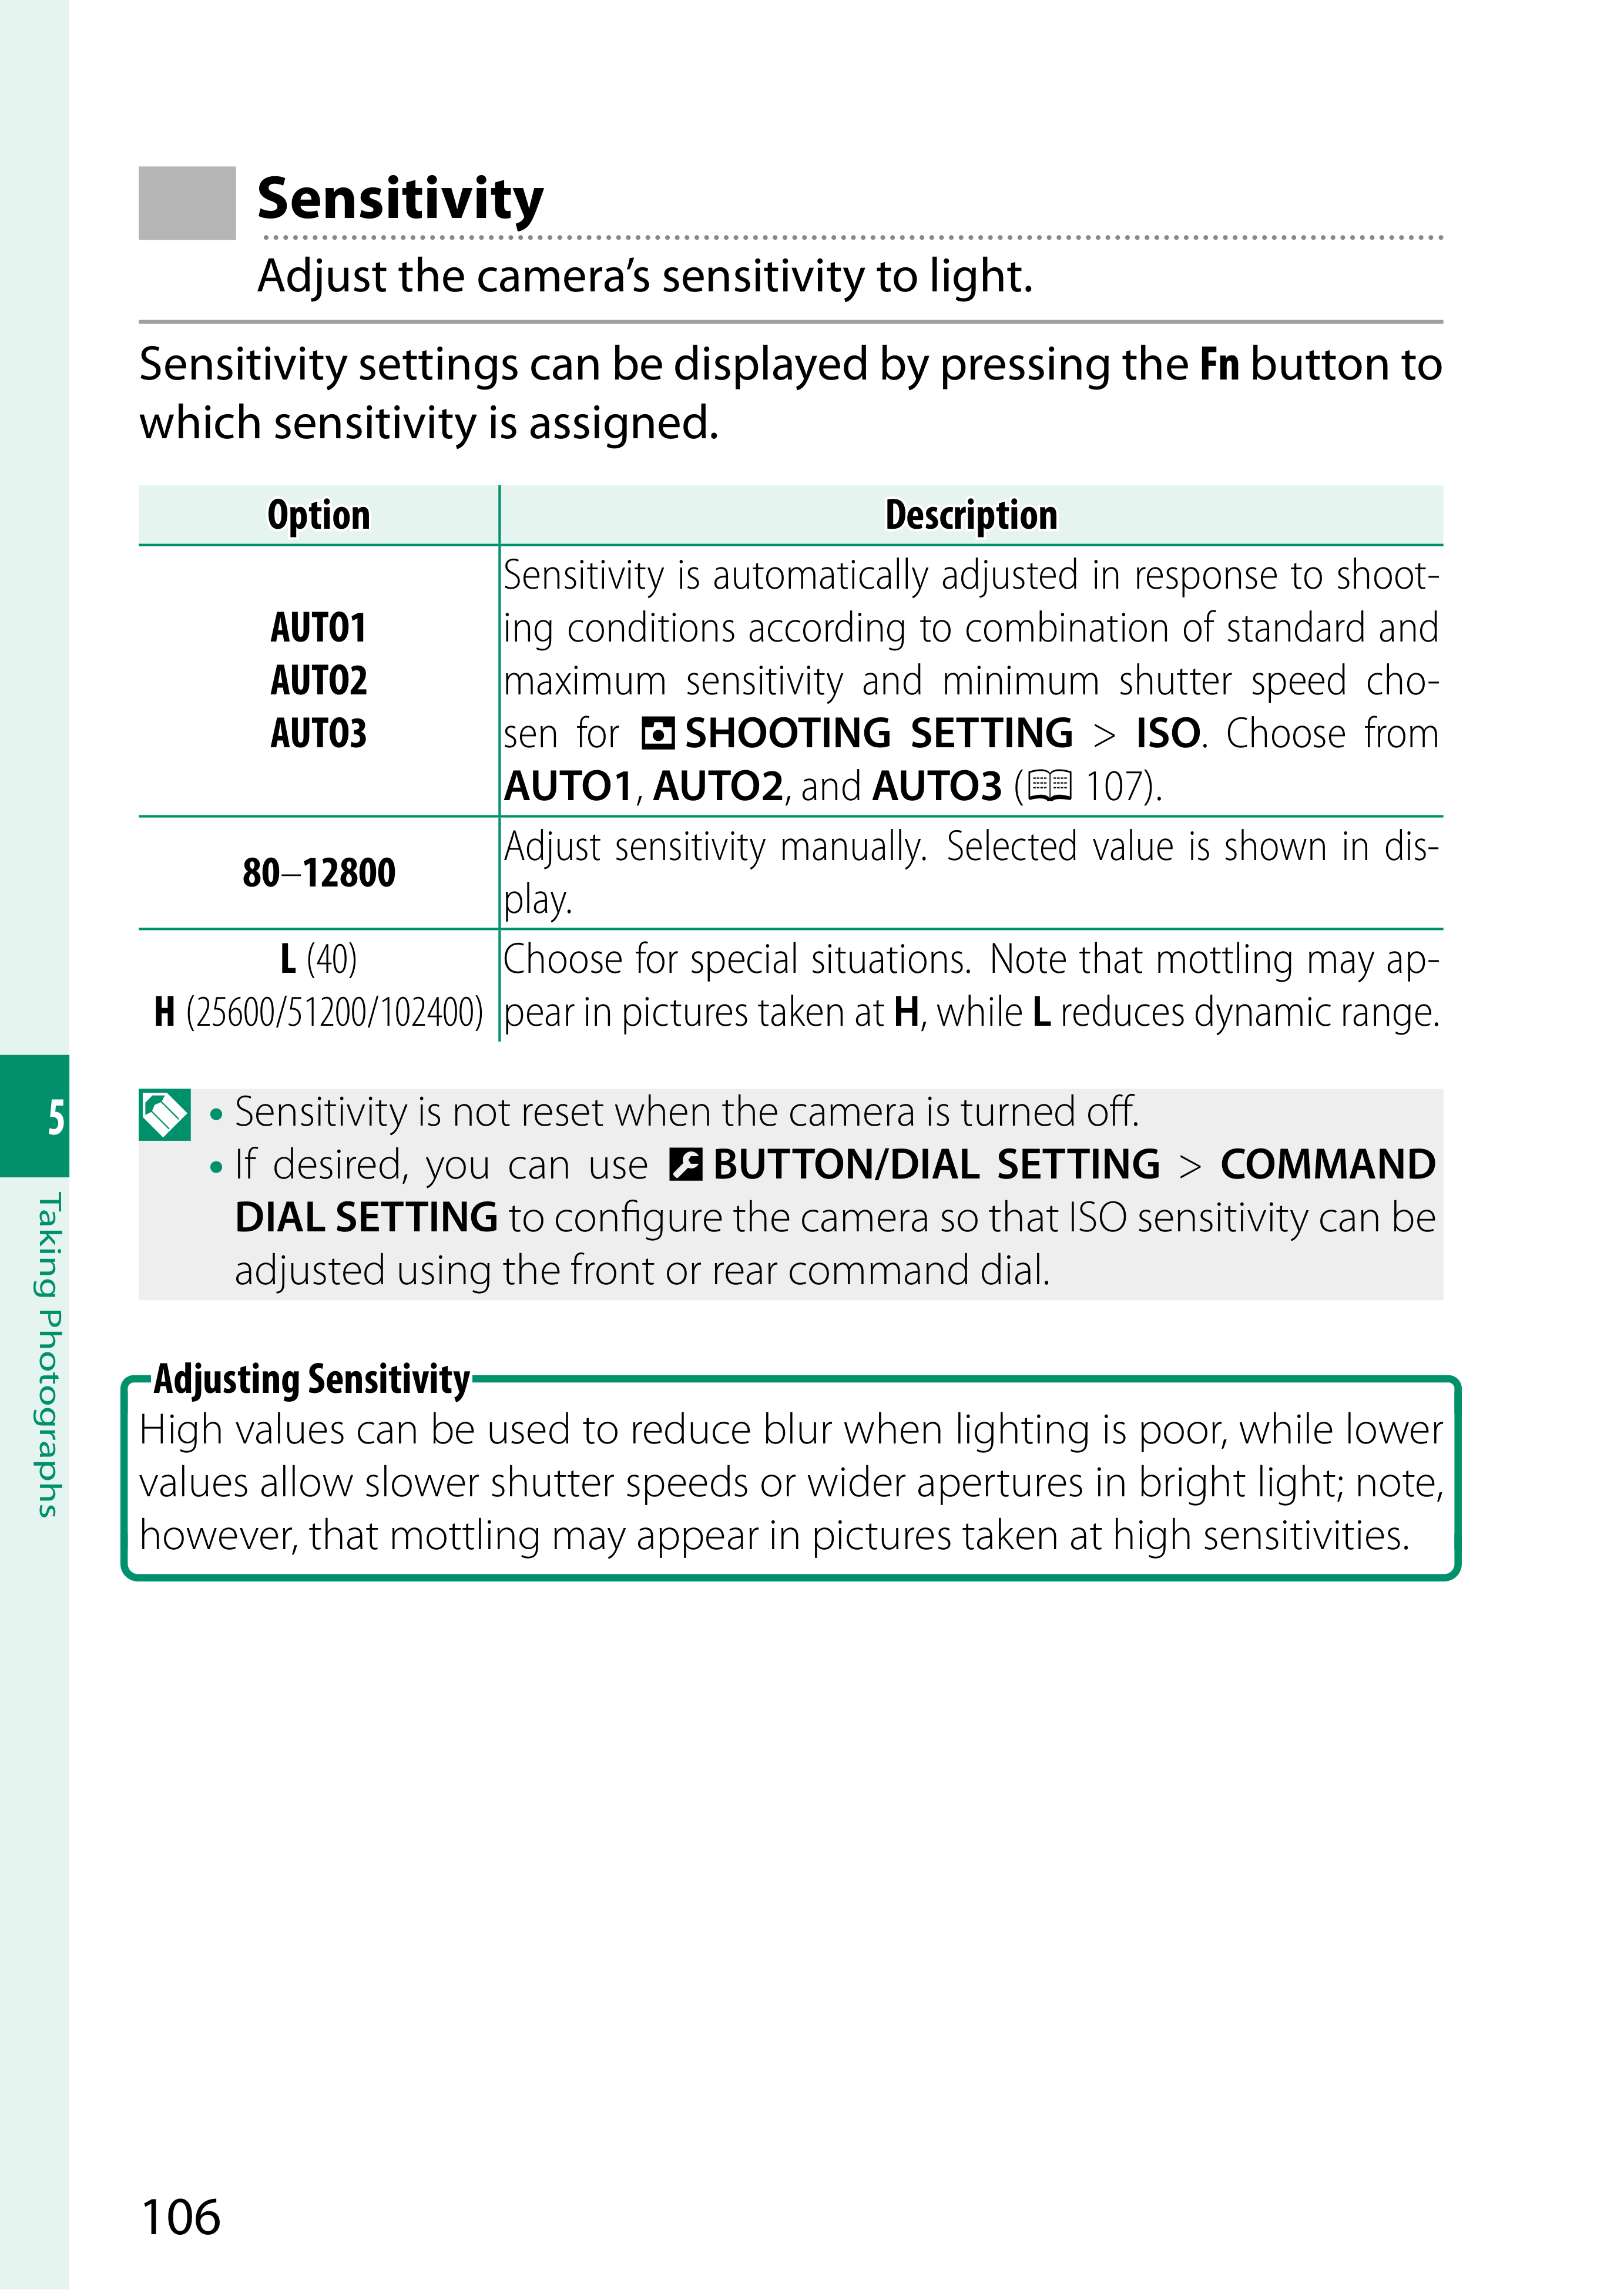 Sensitivity
Adjust the camera’s sensitivity to light.
Sensitivity settings can be displayed by pressing the Fn button to
which sensitivity is assigned.
Option
Description
AUTO1
AUTO2
AUTO3
Sensitivity is automatically adjusted in response to shoot-
ing conditions according to combination of standard and
maximum sensitivity and minimum shutter speed cho-
sen for SHOOTING SETTING > ISO. Choose from
AUTO1, AUTO2, and AUTO3 ( 107).
80–12800
Adjust sensitivity manually. Selected value is shown in dis-
play.
L (40)
H (25600/51200/102400)
Choose for special situations. Note that mottling may ap-
pear in pictures taken at H, while L reduces dynamic range.
• Sensitivity is not reset when the camera is turned off.
• If desired, you can use BUTTON/DIAL SETTING > COMMAND
DIAL SETTING to configure the camera so that ISO sensitivity can be
adjusted using the front or rear command dial.
Adjusting Sensitivity
High values can be used to reduce blur when lighting is poor, while lower
values allow slower shutter speeds or wider apertures in bright light; note,
however, that mottling may appear in pictures taken at high sensitivities.
5
Taking Photographs
106